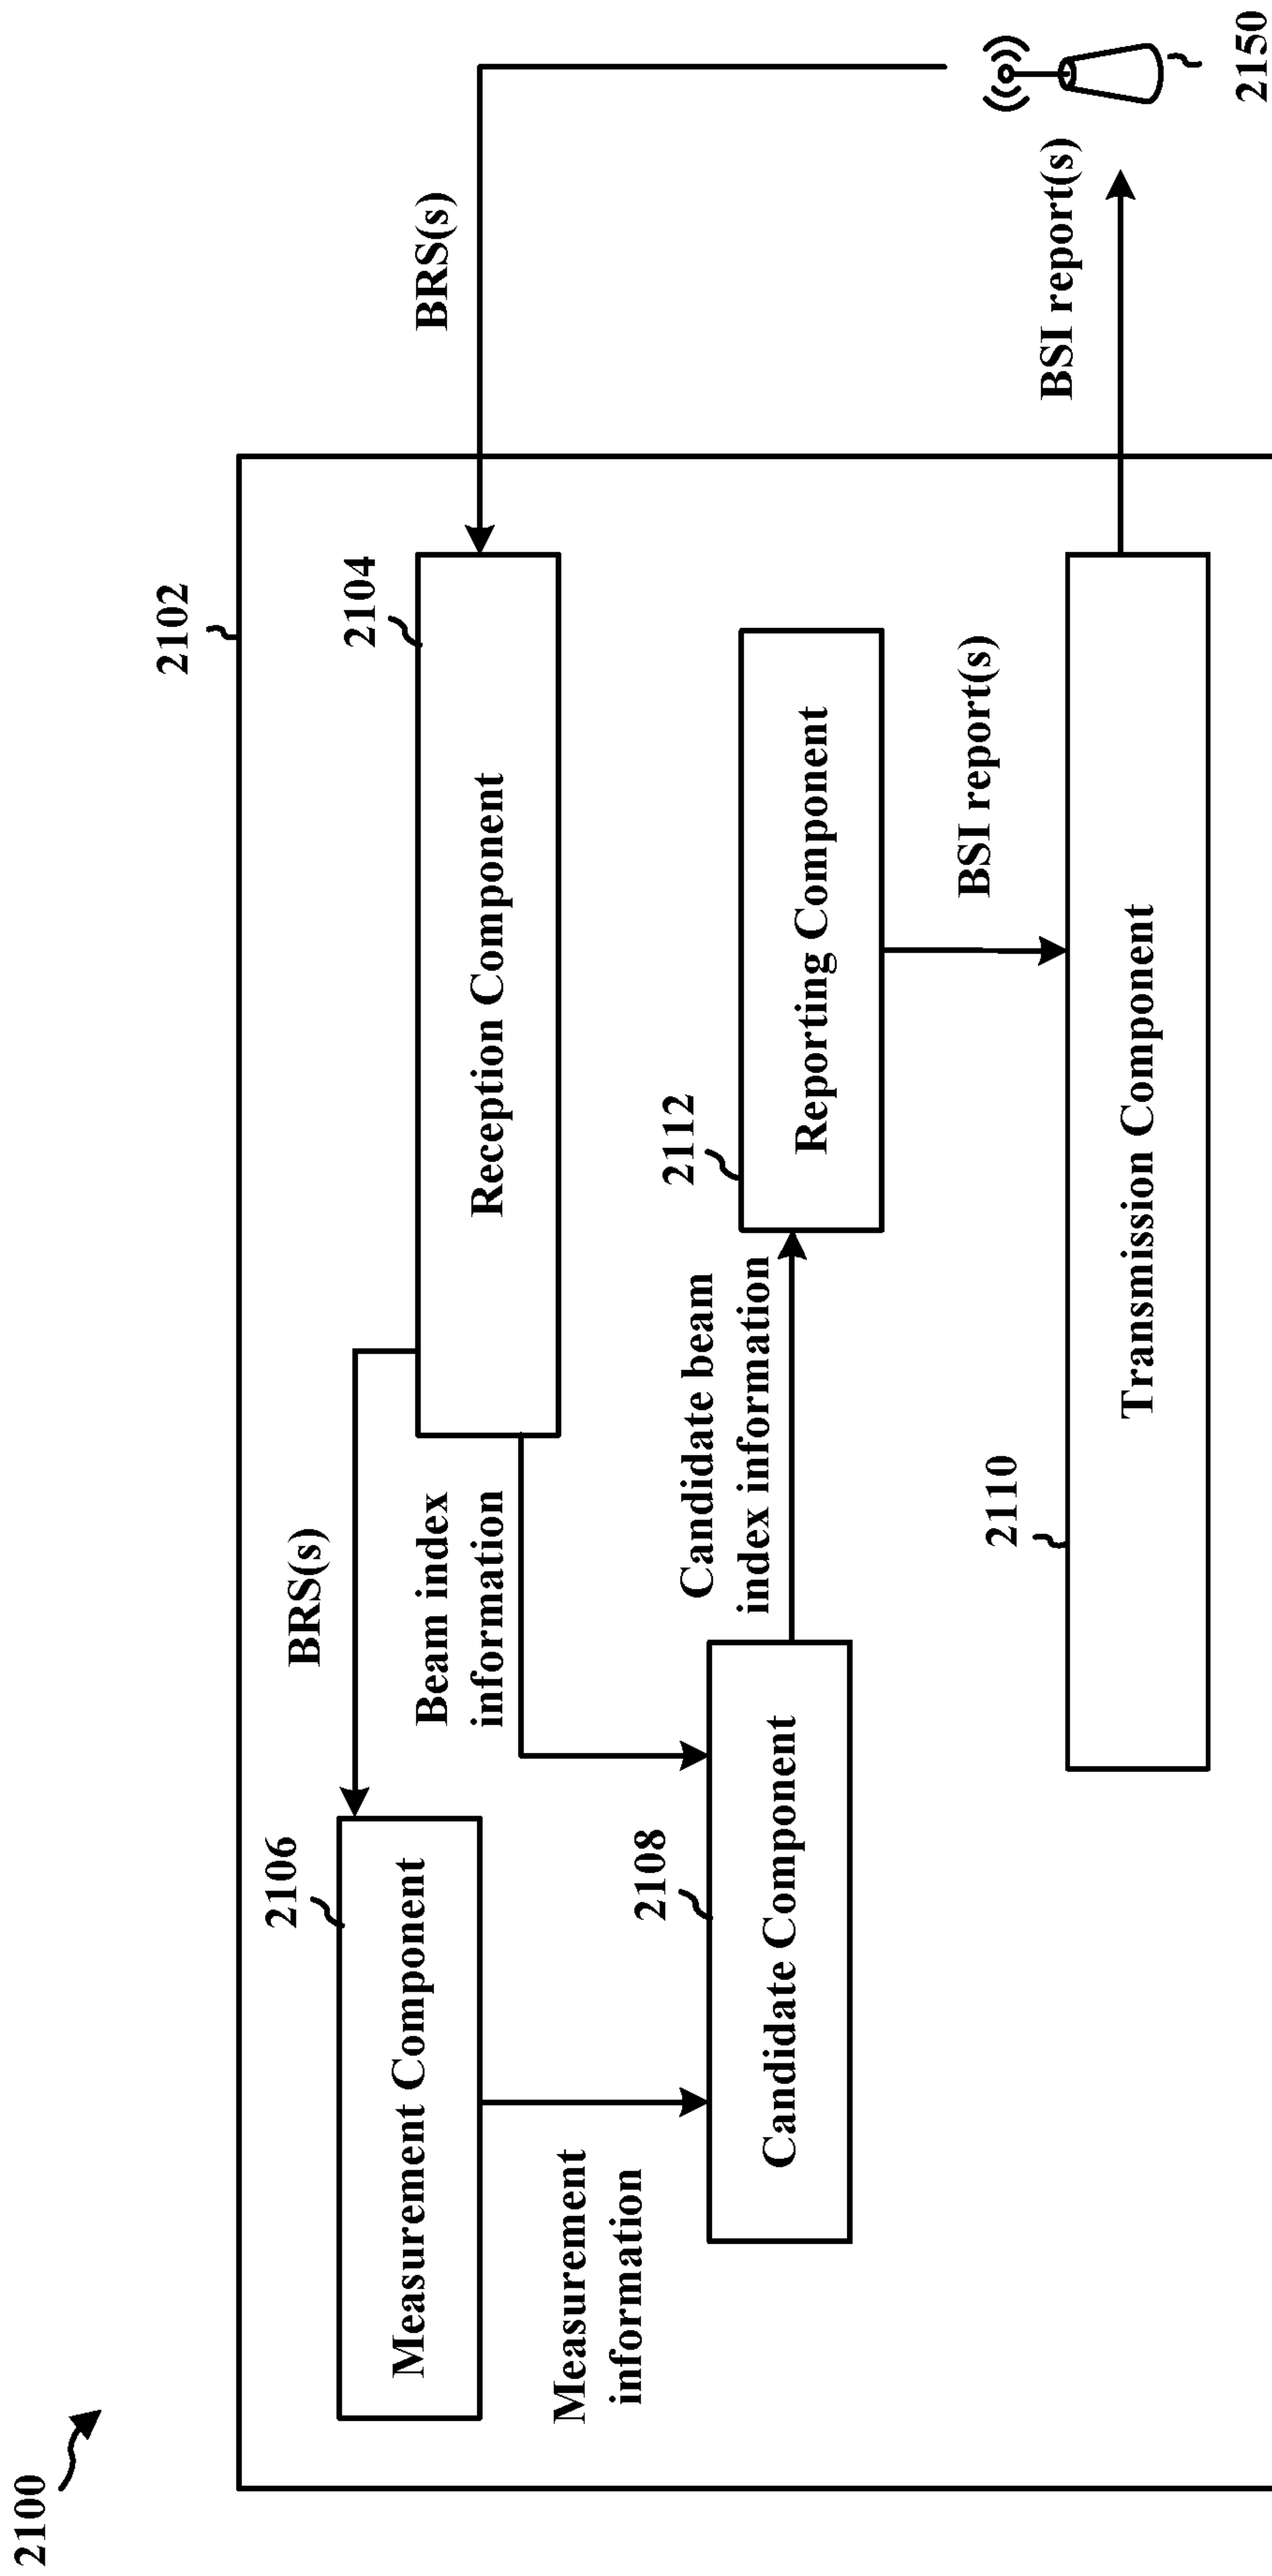 2100
2102
2106
Measurement Component
BRS(s)
2104
Reception Component
BRS(s)
Measurement
information
Beam index
information
2108
Candidate Component
Candidate beam
index information
2112
Reporting Component
BSI report(s)
2110
Transmission Component
BSI report(s)
2150